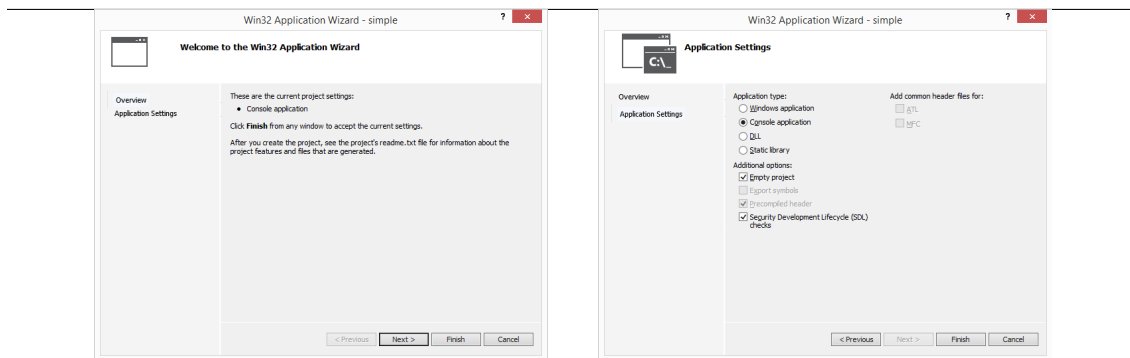 Win32 Application Wizard - simple
?
×
Welcome to the Win32 Application Wizard
Overview
Application Settings
These are the current project settings:
• Console application
Click Finish from any window to accept the current settings.
After you create the project, see the project's readme.txt file for information about the
project features and files that are generated.
< Previous
Next >
Finish
Cancel
Win32 Application Wizard - simple
?
×
C:\_
Application Settings
Overview
Application Settings
Application type:
Windows application
Console application
DLL
Static library
Additional options:
Empty project
Export symbols
Precompiled header
Security Development Lifecycle (SDL)
checks
Add common header files for:
ATL
MFC
< Previous
Next >
Finish
Cancel